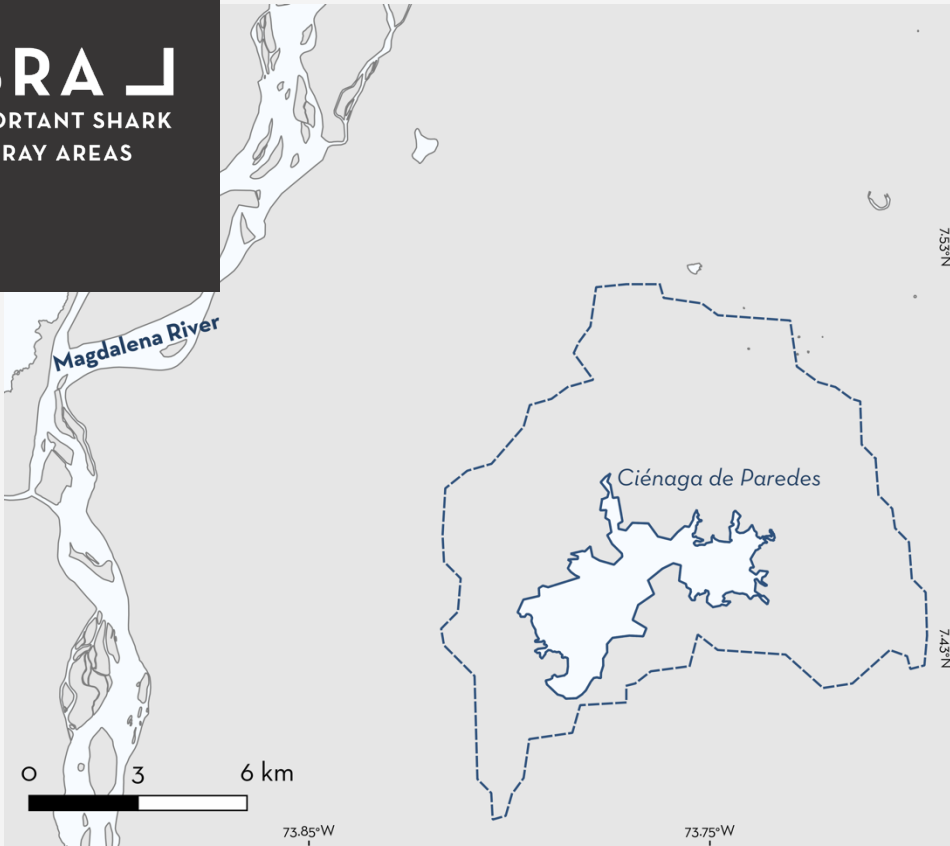 BRA
ORTANT SHARK
RAY AREAS
7.53°N
Magdalena River
Ciénaga de Paredes
7.43°N
0 3 6 km
73.85°W 73.75°W